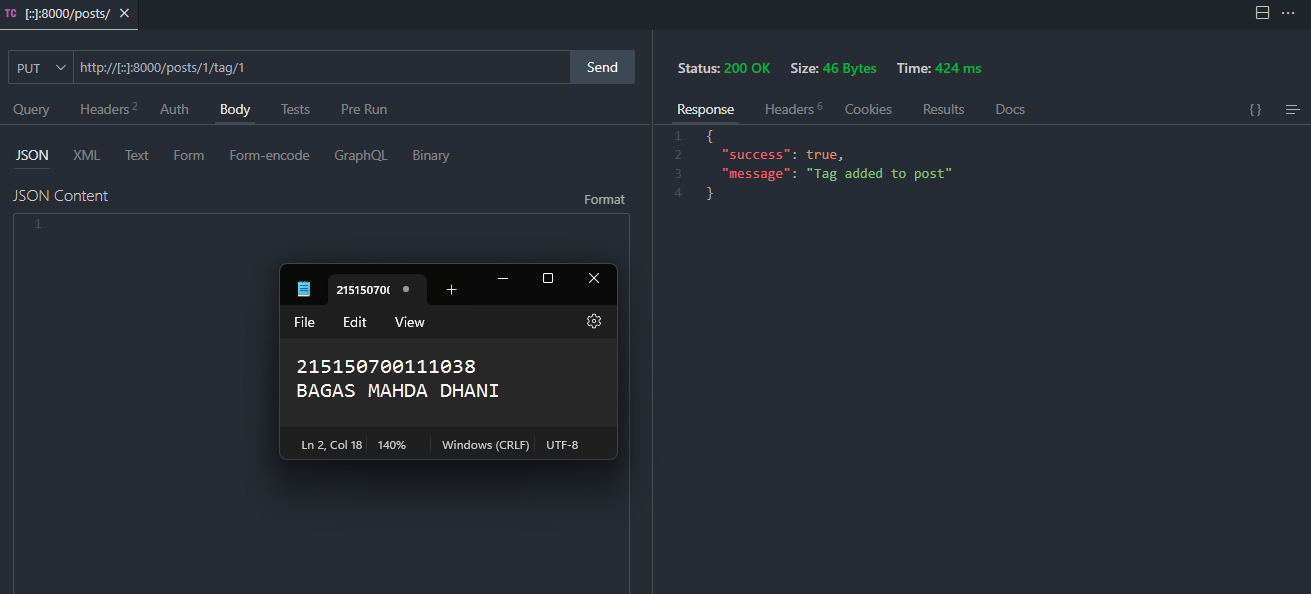 TC [::]:8000/posts/
PUT http://[::]:8000/posts/1/tag/1 Send
Query Headers 2 Auth Body Tests Pre Run
JSON XML Text Form Form-encode GraphQL Binary
JSON Content Format
1
215150700
File Edit View
215150700111038
BAGAS MAHDA DHANI
Ln 2, Col 18 140% Windows (CRLF) UTF-8
Status: 200 OK Size: 46 Bytes Time: 424 ms
Response Headers 6 Cookies Results Docs { }
1 {
2 "success": true,
3 "message": "Tag added to post"
4 }